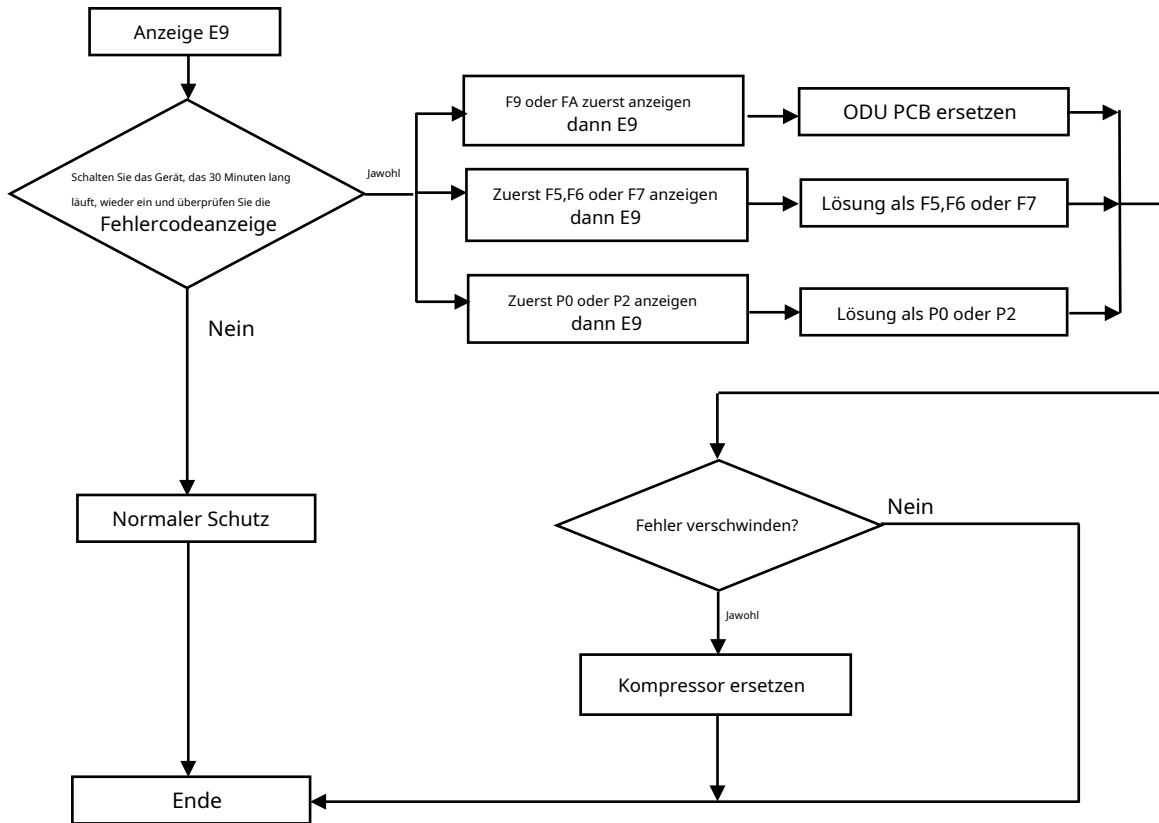 Anzeige E9
Schalten Sie das Gerät, das 30 Minuten lang
läuft, wieder ein und überprüfen Sie die
Fehlercodeanzeige
Jawohl
Nein
F9 oder FA zuerst anzeigen
dann E9
ODU PCB ersetzen
Zuerst F5,F6 oder F7 anzeigen
dann E9
Lösung als F5,F6 oder F7
Zuerst P0 oder P2 anzeigen
dann E9
Lösung als P0 oder P2
Normaler Schutz
Fehler verschwinden?
Nein
Jawohl
Kompressor ersetzen
Ende